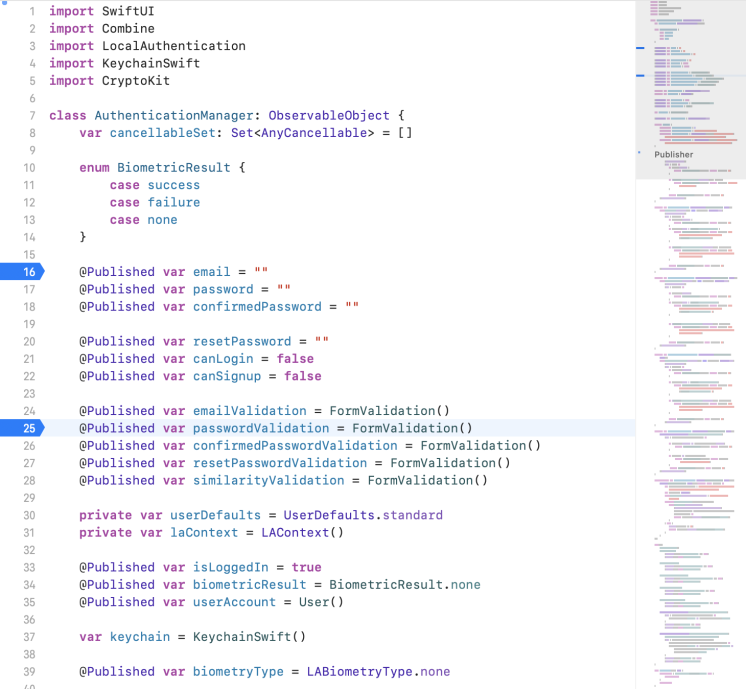 1 import SwiftUI
2 import Combine
3 import LocalAuthentication
4 import KeychainSwift
5 import CryptoKit
6
7 class AuthenticationManager: ObservableObject {
8 var cancellableSet: Set<AnyCancellable> = []
9
10 enum BiometricResult {
11 case success
12 case failure
13 case none
14 }
15
16 @Published var email = ""
17 @Published var password = ""
18 @Published var confirmedPassword = ""
19
20 @Published var resetPassword = ""
21 @Published var canLogin = false
22 @Published var canSignup = false
23
24 @Published var emailValidation = FormValidation()
25 @Published var passwordValidation = FormValidation()
26 @Published var confirmedPasswordValidation = FormValidation()
27 @Published var resetPasswordValidation = FormValidation()
28 @Published var similarityValidation = FormValidation()
29
30 private var userDefaults = UserDefaults.standard
31 private var laContext = LAContext()
32
33 @Published var isLoggedIn = true
34 @Published var biometricResult = BiometricResult.none
35 @Published var userAccount = User()
36
37 var keychain = KeychainSwift()
38
39 @Published var biometryType = LABiometryType.none
40
Publisher